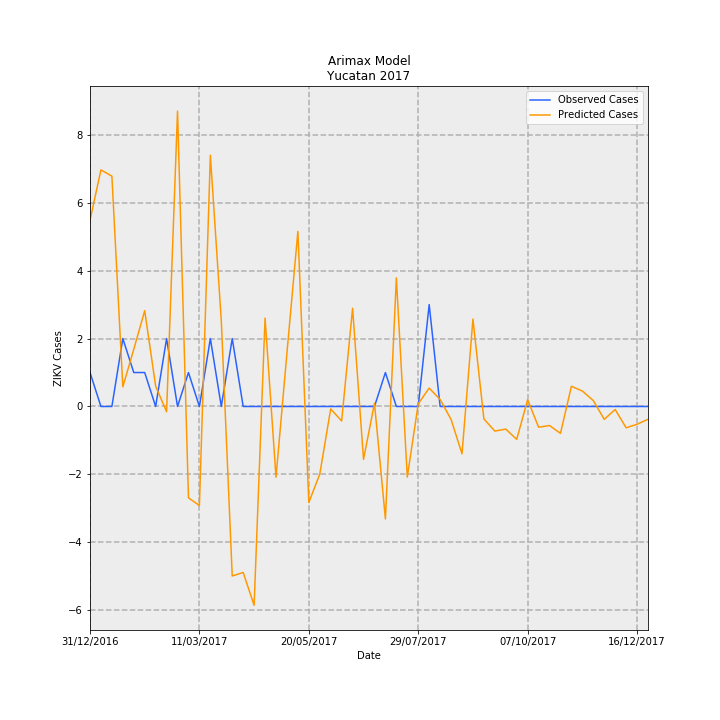 Arimax Model
Yucatan 2017
Observed Cases
Predicted Cases
ZIKV Cases
8
6
4
2
0
−2
−4
−6
31/12/2016 11/03/2017 20/05/2017 29/07/2017 07/10/2017 16/12/2017
Date